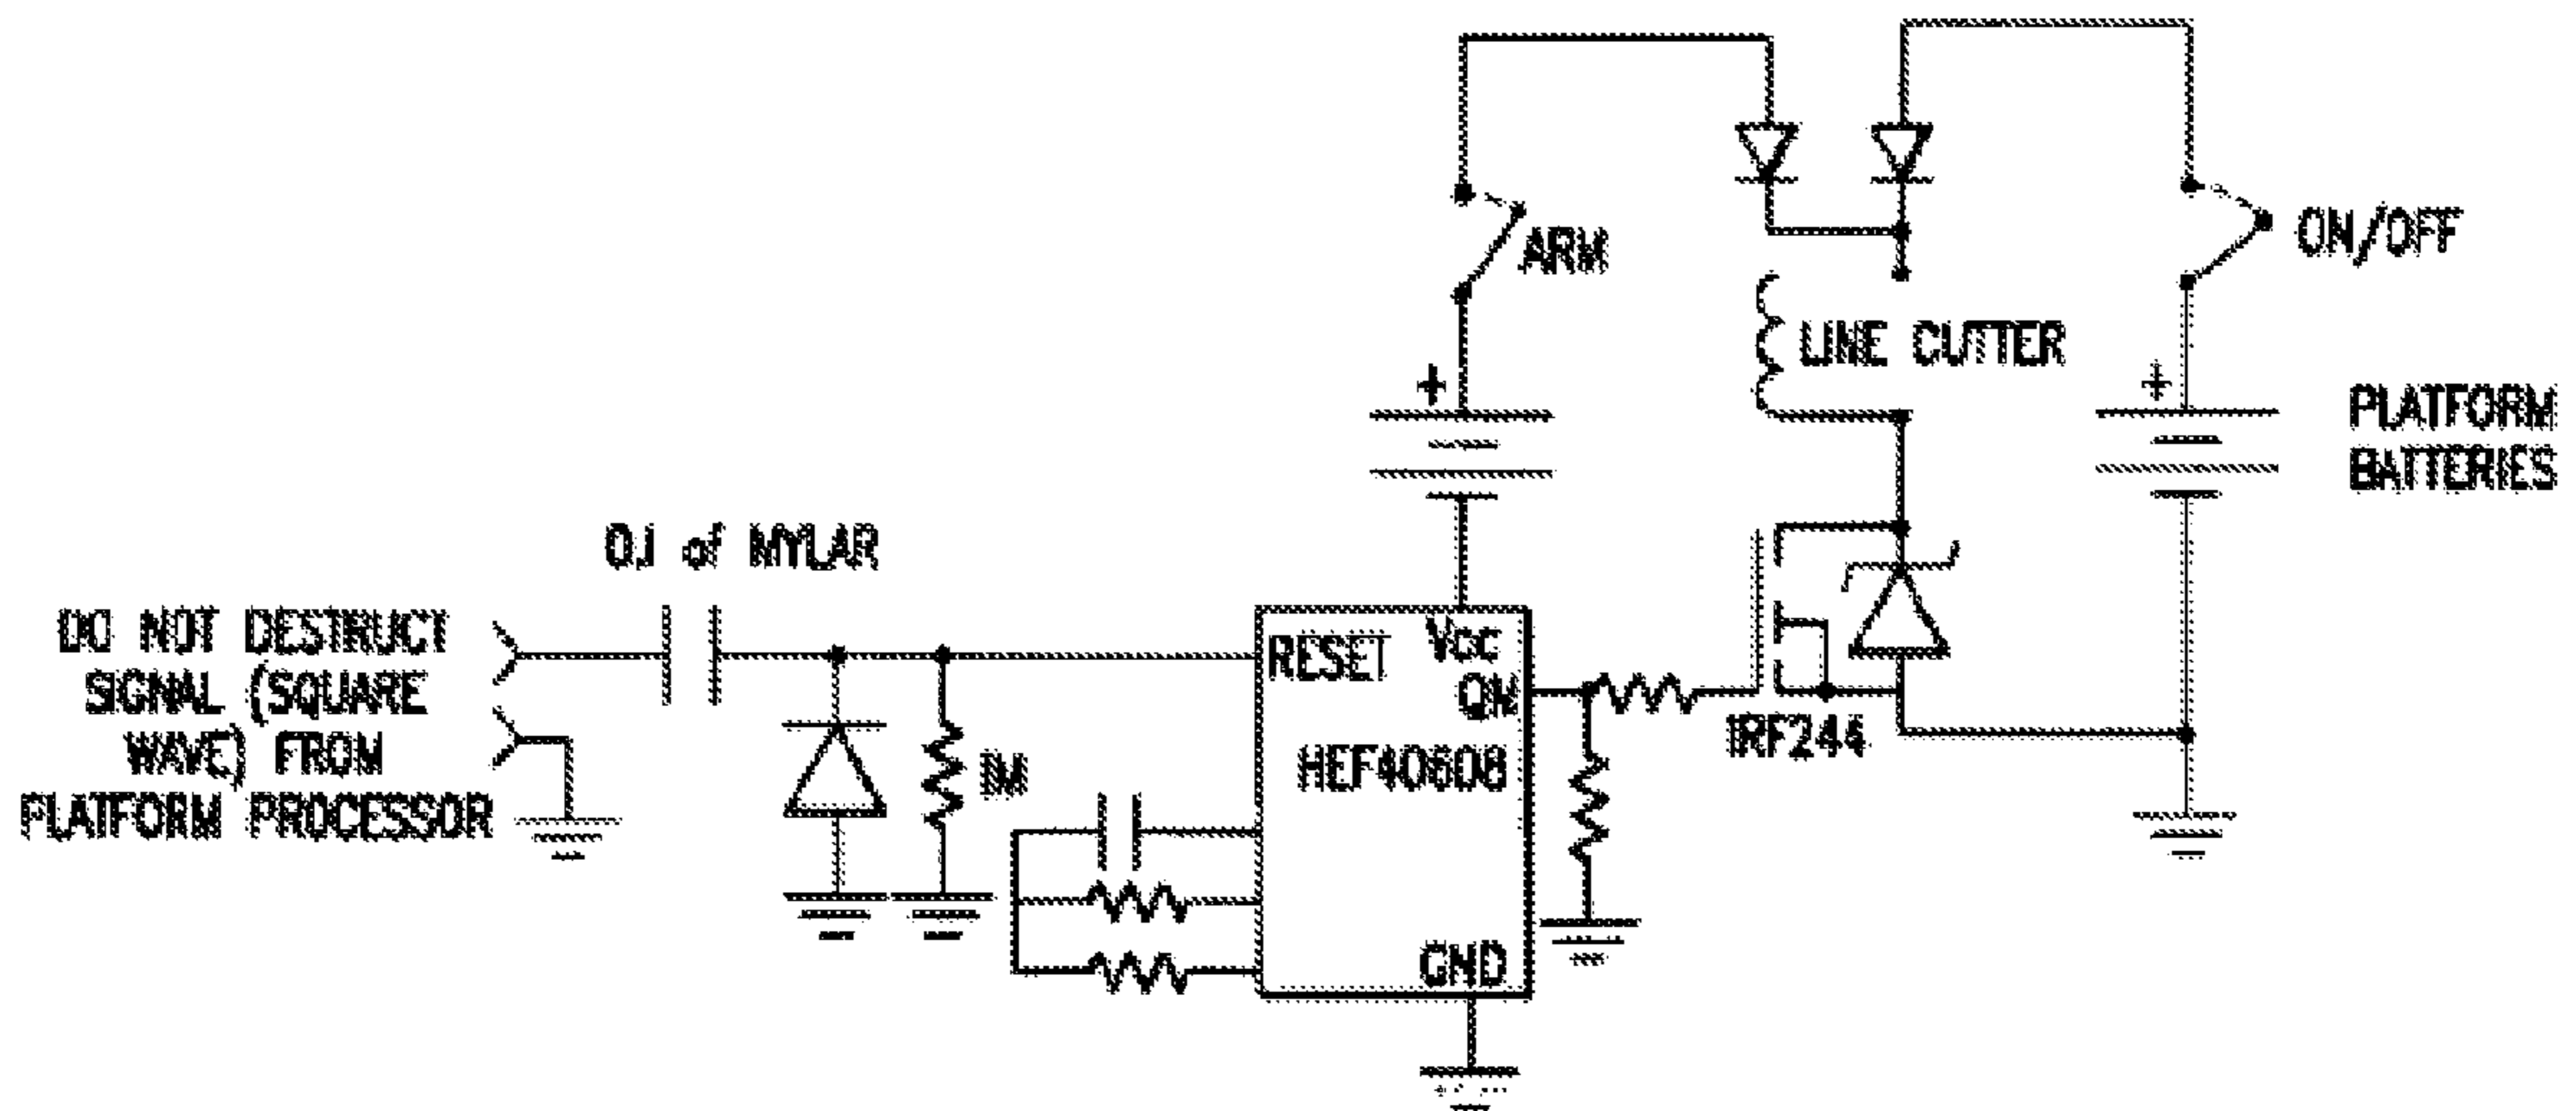 ARM
ON/OFF
LINE CUTTER
+
+
PLATFORM
BATTERIES
0.1 of MYLAR
DO NOT DESTRUCT
SIGNAL (SQUARE
WAVE) FROM
PLATFORM PROCESSOR
RESET
Vcc
QN
1M
HEF40608
IRF244
GND